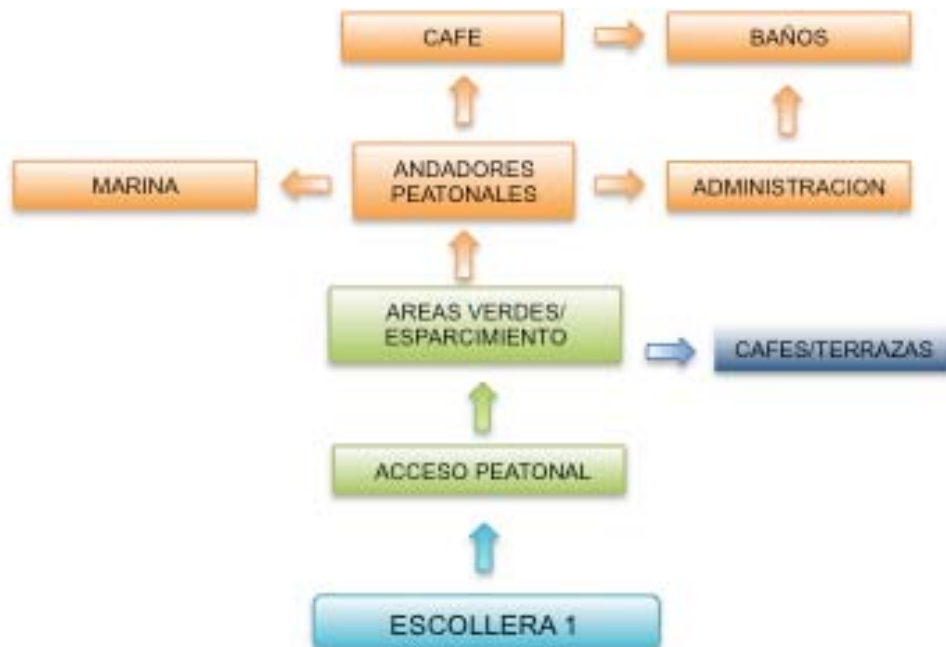 CAFE
BAÑOS
MARINA
ANDADORES
PEATONALES
ADMINISTRACION
AREAS VERDES/
ESPARCIMIENTO
CAFES/TERRAZAS
ACCESO PEATONAL
ESCOLLERA 1